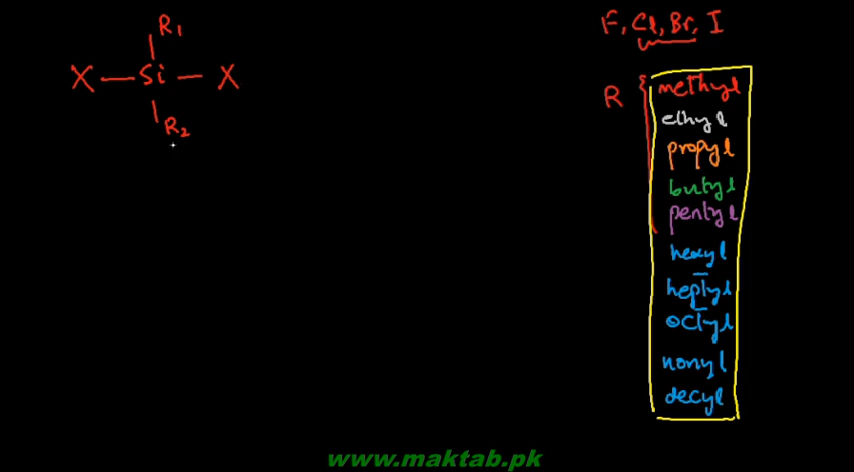 R1
X — Si — X
R2
F, Cl, Br, I
R { methyl
ethyl
propyl
butyl
pentyl
hexyl
heptyl
octyl
nonyl
decyl
www.maktab.pk